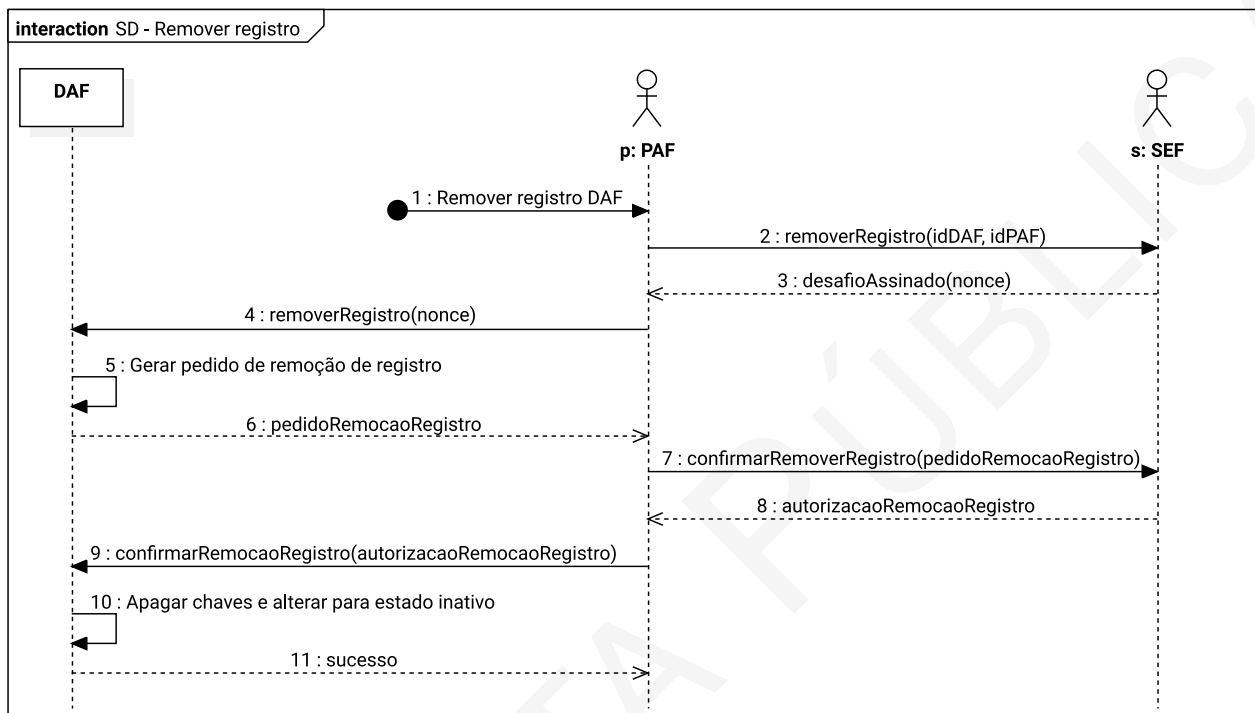 interaction SD - Remover registro
DAF
p: PAF
s: SEF
1 : Remover registro DAF
2 : removerRegistro(idDAF, idPAF)
3 : desafioAssinado(nonce)
4 : removerRegistro(nonce)
5 : Gerar pedido de remoção de registro
6 : pedidoRemocaoRegistro
7 : confirmarRemoverRegistro(pedidoRemocaoRegistro)
8 : autorizacaoRemocaoRegistro
9 : confirmarRemocaoRegistro(autorizacaoRemocaoRegistro)
10 : Apagar chaves e alterar para estado inativo
11 : sucesso
TA PÚBLIC